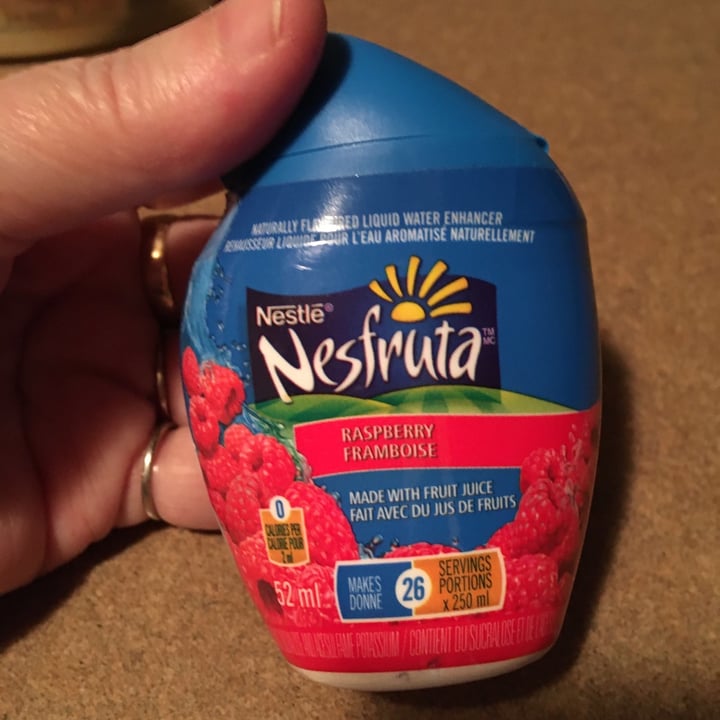 NATURALLY FLAVOURED LIQUID WATER ENHANCER
REHAUSSEUR LIQUIDE POUR L'EAU AROMATISÉ NATURELLEMENT
Nestlé®
Nesfruta
TM
MC
RASPBERRY
FRAMBOISE
MADE WITH FRUIT JUICE
FAIT AVEC DU JUS DE FRUITS
0
CALORIES PER
CALORIE POUR
2 ml
52 ml
MAKES
DONNE
26
SERVINGS
PORTIONS
x 250 ml
POTASSIUM / CONTIENT DU SUCRALOSE ET DE